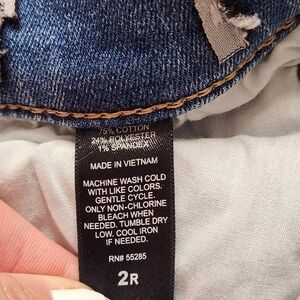 75% COTTON
24% POLYESTER
1% SPANDEX
MADE IN VIETNAM
MACHINE WASH COLD
WITH LIKE COLORS.
GENTLE CYCLE.
ONLY NON-CHLORINE
BLEACH WHEN
NEEDED. TUMBLE DRY
LOW. COOL IRON
IF NEEDED.
RN# 55285
2R